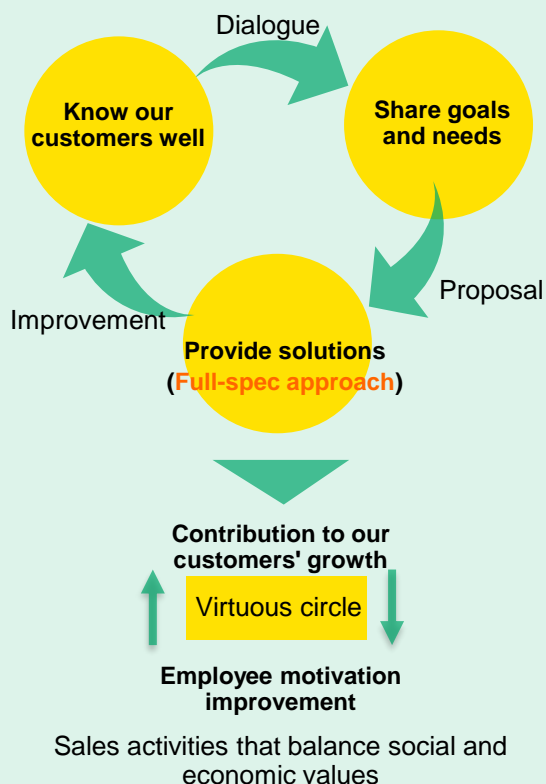 Dialogue
Know our
customers well
Share goals
and needs
Proposal
Improvement
Provide solutions
(Full-spec approach)
Contribution to our
customers' growth
Virtuous circle
Employee motivation
improvement
Sales activities that balance social and
economic values